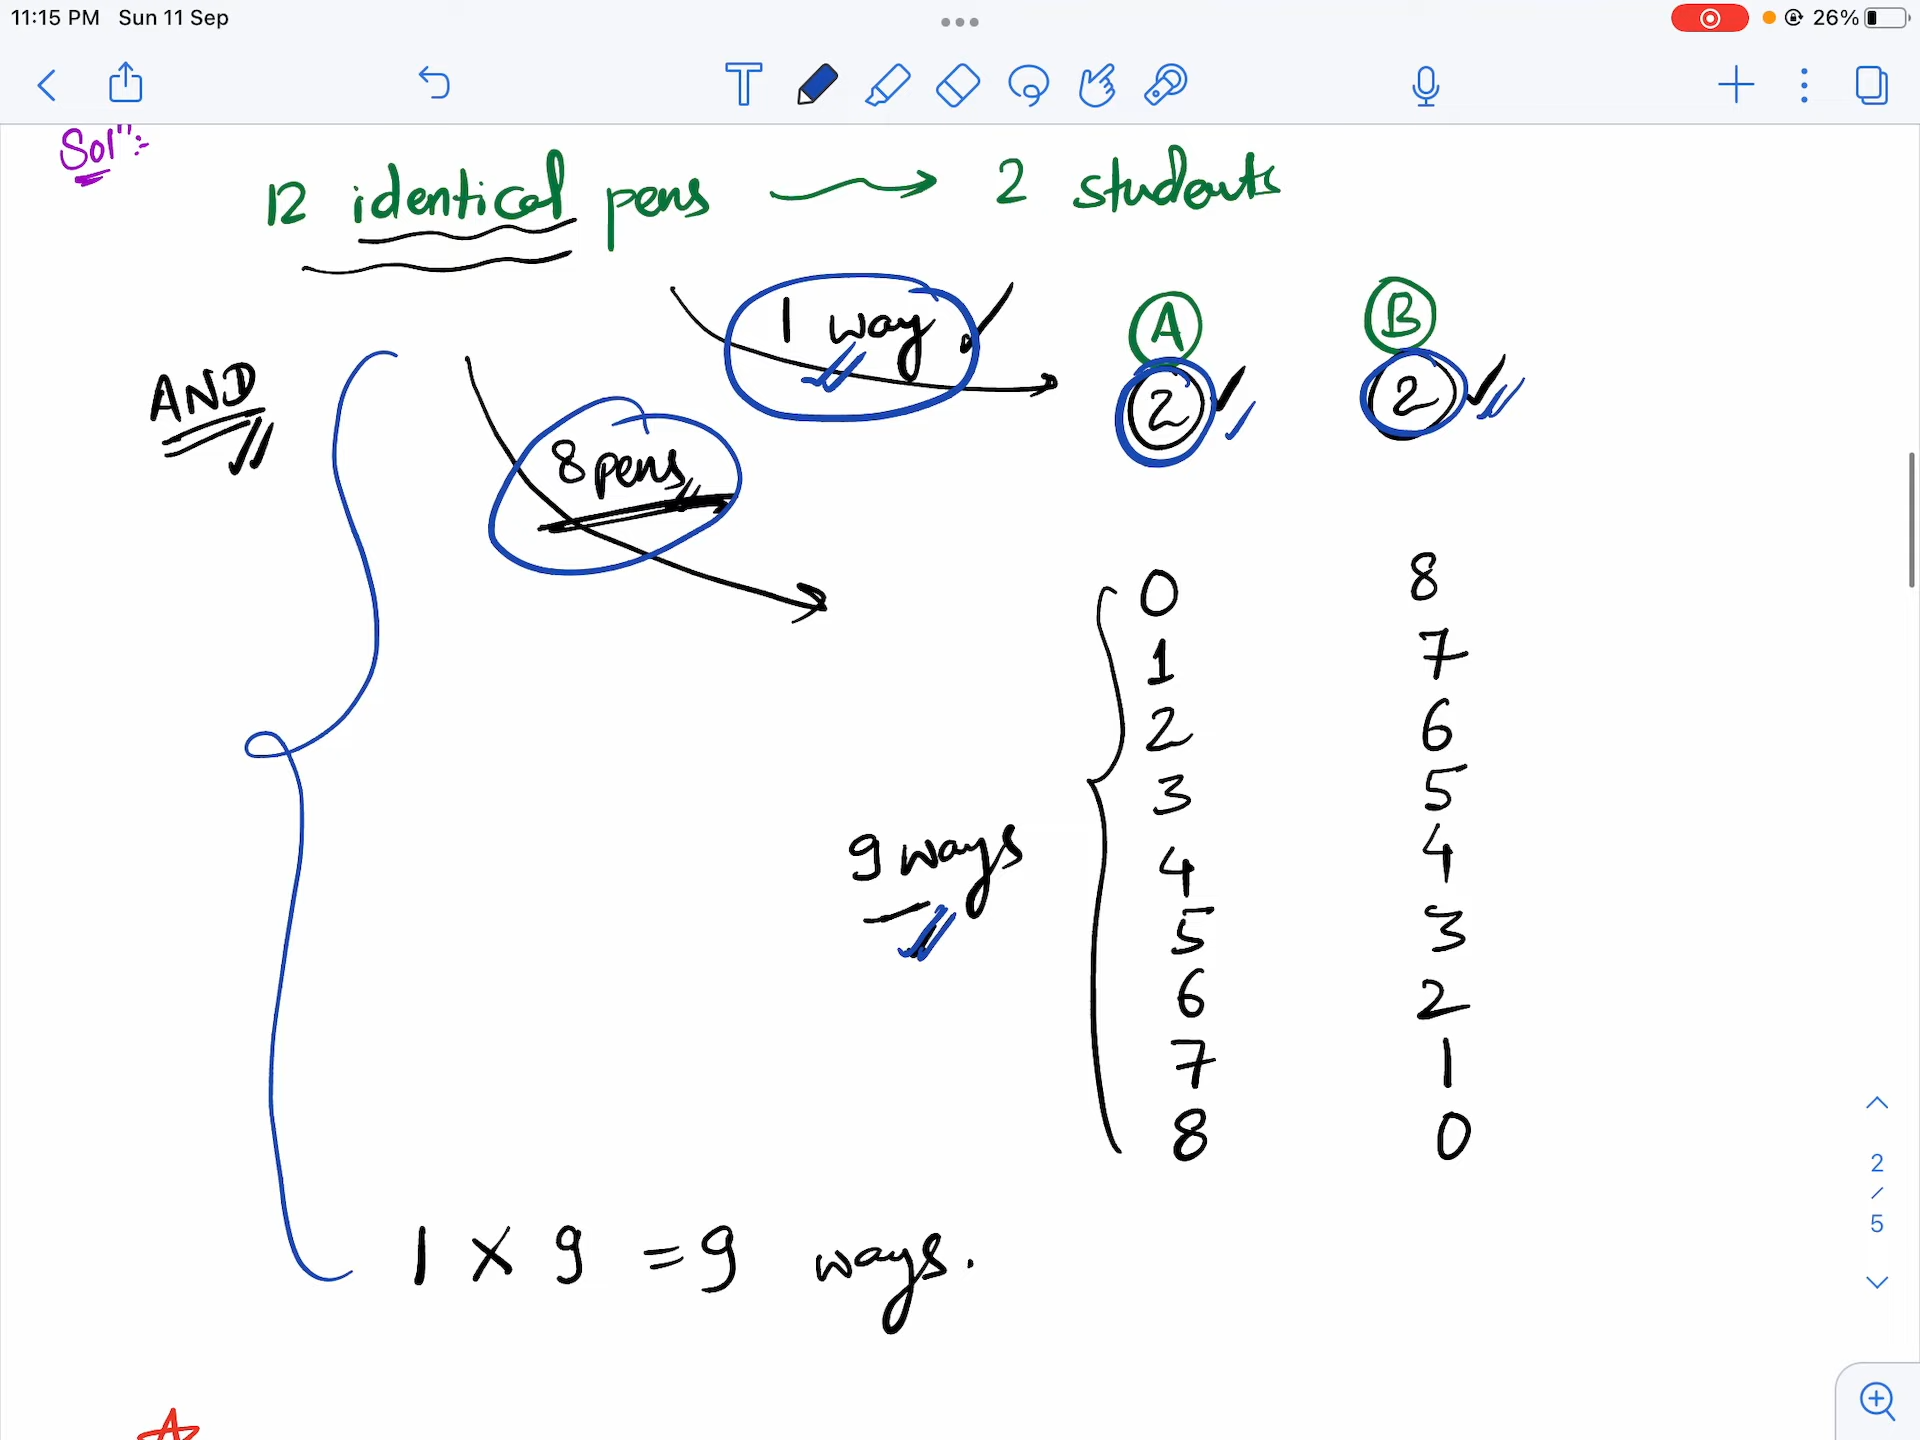 11:15 PM Sun 11 Sep
26%
Solⁿ:-
12 identical pens → 2 students
1 way
A B
AND
2 2
8 pens
0 8
1 7
2 6
3 5
9 ways
4 4
5 3
6 2
7 1
8 0
2
/
5
1 × 9 = 9 ways.